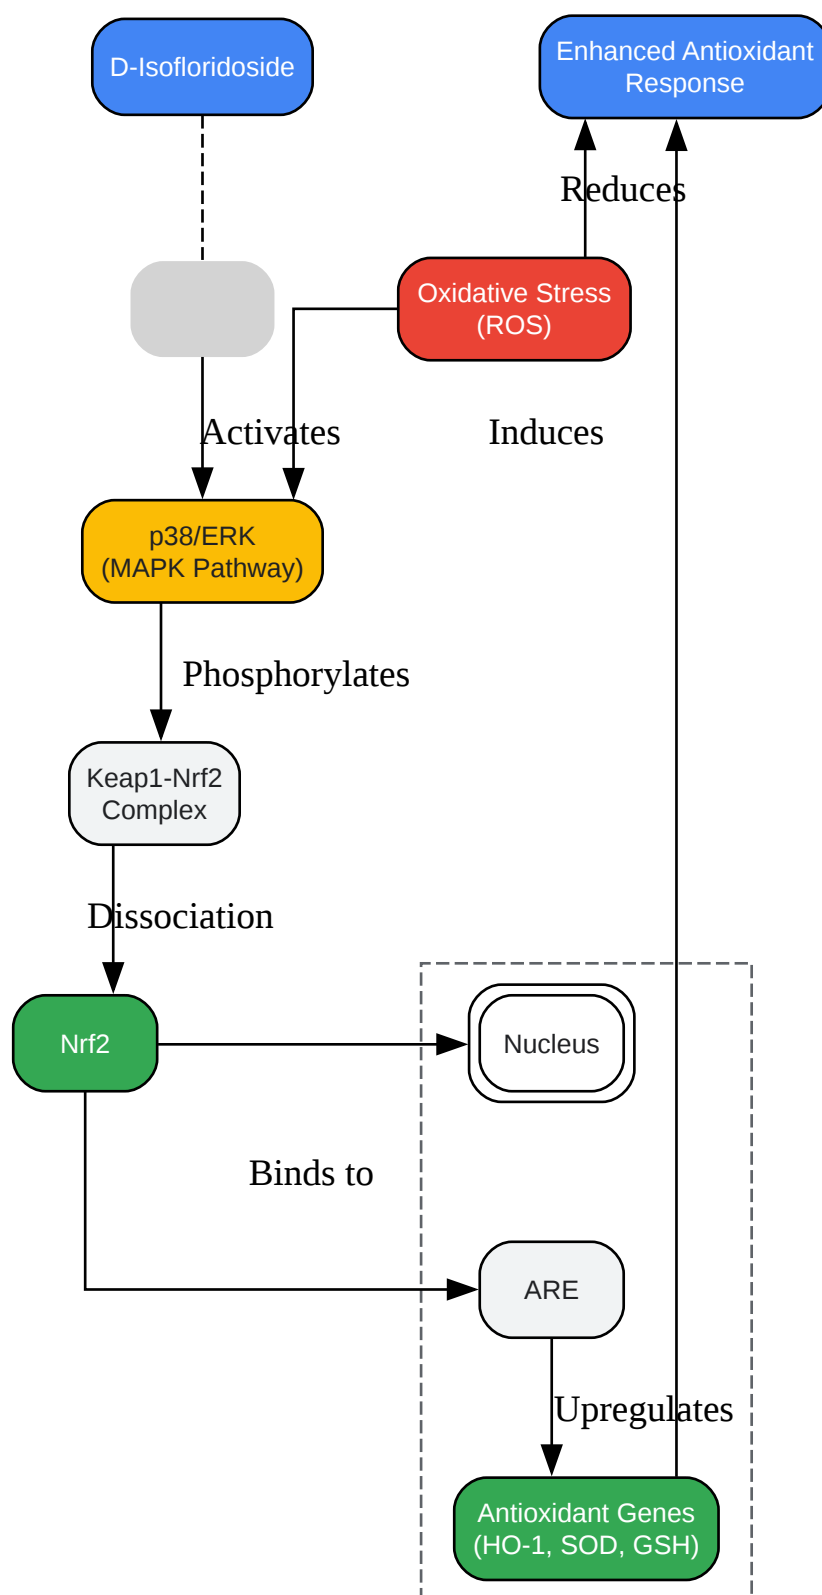 D-Isofloridoside
Enhanced Antioxidant
Response
Reduces
Oxidative Stress
(ROS)
Activates
Induces
p38/ERK
(MAPK Pathway)
Phosphorylates
Keap1-Nrf2
Complex
Dissociation
Nrf2
Nucleus
Binds to
ARE
Upregulates
Antioxidant Genes
(HO-1, SOD, GSH)